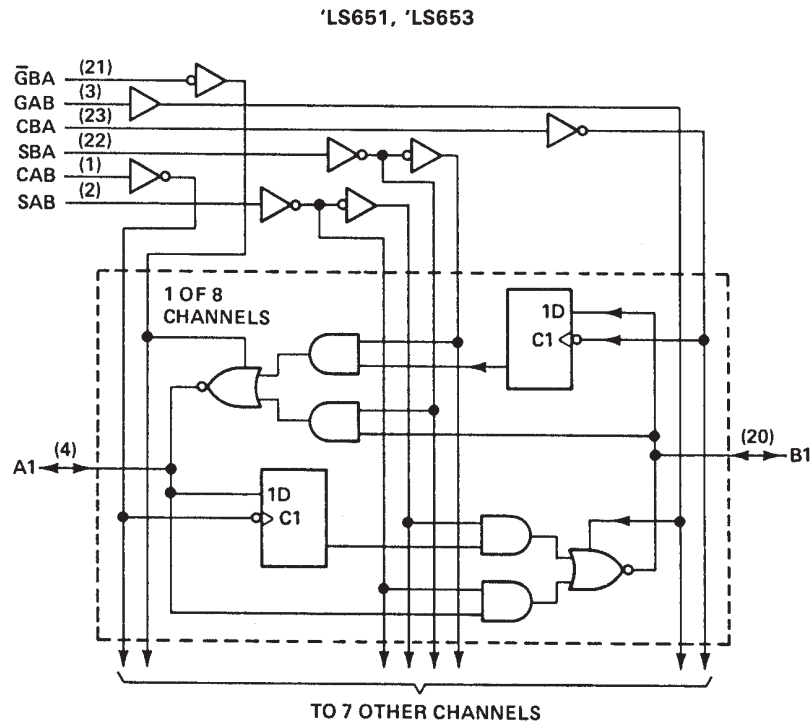 'LS651, 'LS653
G̅BA (21)
GAB (3)
CBA (23)
SBA (22)
CAB (1)
SAB (2)
1 OF 8
CHANNELS
1D
C1
A1 (4)
(20) B1
1D
C1
TO 7 OTHER CHANNELS